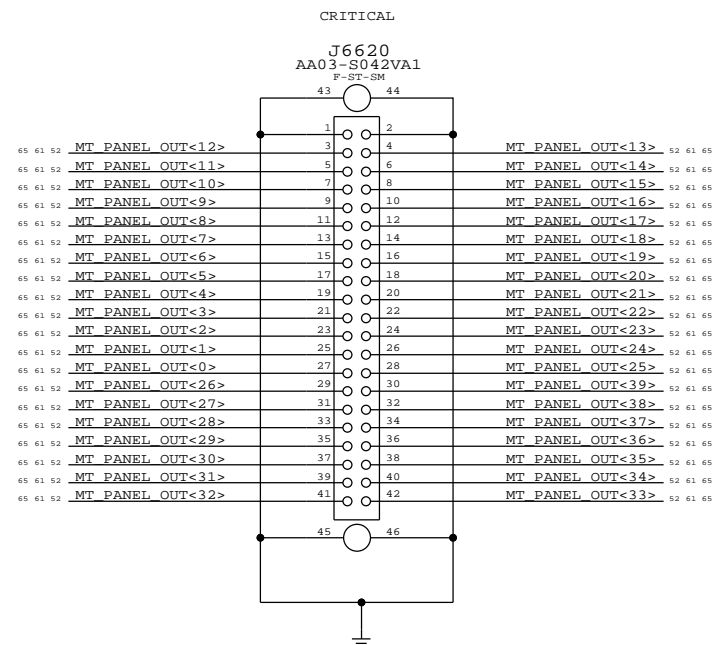 CRITICAL
J6620
AA03-S042VA1
F-ST-SM
43 44
1 2
65 61 52 MT_PANEL_OUT<12> 3 4 MT_PANEL_OUT<13> 52 61 65
65 61 52 MT_PANEL_OUT<11> 5 6 MT_PANEL_OUT<14> 52 61 65
65 61 52 MT_PANEL_OUT<10> 7 8 MT_PANEL_OUT<15> 52 61 65
65 61 52 MT_PANEL_OUT<9> 9 10 MT_PANEL_OUT<16> 52 61 65
65 61 52 MT_PANEL_OUT<8> 11 12 MT_PANEL_OUT<17> 52 61 65
65 61 52 MT_PANEL_OUT<7> 13 14 MT_PANEL_OUT<18> 52 61 65
65 61 52 MT_PANEL_OUT<6> 15 16 MT_PANEL_OUT<19> 52 61 65
65 61 52 MT_PANEL_OUT<5> 17 18 MT_PANEL_OUT<20> 52 61 65
65 61 52 MT_PANEL_OUT<4> 19 20 MT_PANEL_OUT<21> 52 61 65
65 61 52 MT_PANEL_OUT<3> 21 22 MT_PANEL_OUT<22> 52 61 65
65 61 52 MT_PANEL_OUT<2> 23 24 MT_PANEL_OUT<23> 52 61 65
65 61 52 MT_PANEL_OUT<1> 25 26 MT_PANEL_OUT<24> 52 61 65
65 61 52 MT_PANEL_OUT<0> 27 28 MT_PANEL_OUT<25> 52 61 65
65 61 52 MT_PANEL_OUT<26> 29 30 MT_PANEL_OUT<39> 52 61 65
65 61 52 MT_PANEL_OUT<27> 31 32 MT_PANEL_OUT<38> 52 61 65
65 61 52 MT_PANEL_OUT<28> 33 34 MT_PANEL_OUT<37> 52 61 65
65 61 52 MT_PANEL_OUT<29> 35 36 MT_PANEL_OUT<36> 52 61 65
65 61 52 MT_PANEL_OUT<30> 37 38 MT_PANEL_OUT<35> 52 61 65
65 61 52 MT_PANEL_OUT<31> 39 40 MT_PANEL_OUT<34> 52 61 65
65 61 52 MT_PANEL_OUT<32> 41 42 MT_PANEL_OUT<33> 52 61 65
45 46